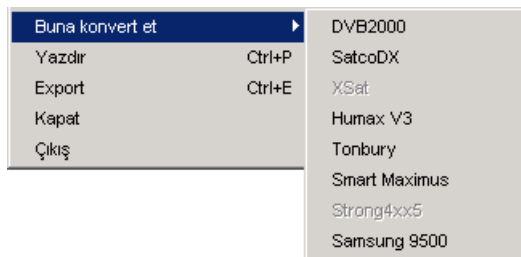 Buna konvert et
Yazdır Ctrl+P
Export Ctrl+E
Kapat
Çıkış
DVB2000
SatcoDX
XSat
Humax V3
Tonbury
Smart Maximus
Strong4xx5
Samsung 9500